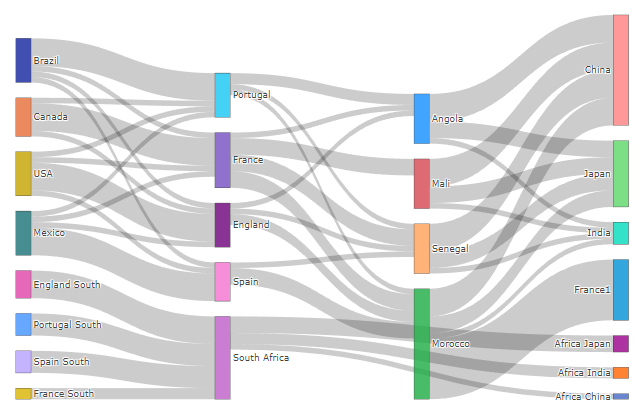 Brazil
Canada
USA
Mexico
England South
Portugal South
Spain South
France South
Portugal
France
England
Spain
South Africa
Angola
Mali
Senegal
Morocco
China
Japan
India
France1
Africa Japan
Africa India
Africa China